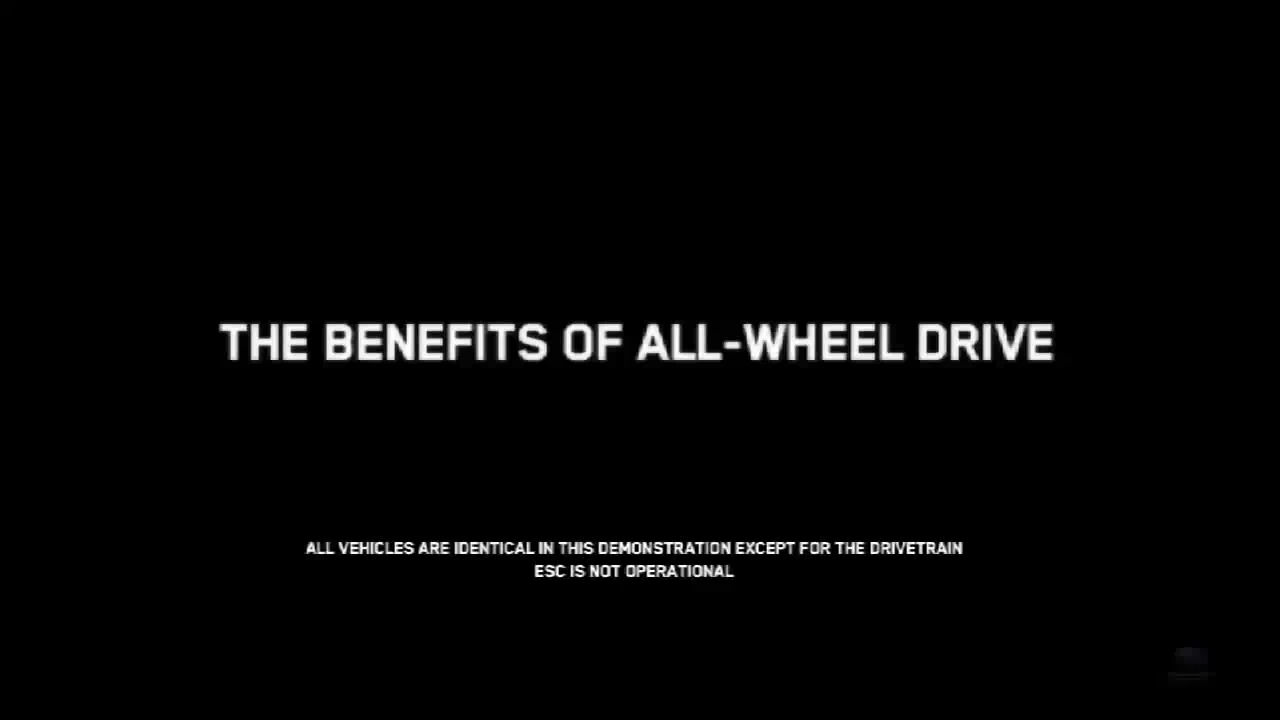 THE BENEFITS OF ALL-WHEEL DRIVE
ALL VEHICLES ARE IDENTICAL IN THIS DEMONSTRATION EXCEPT FOR THE DRIVETRAIN
ESC IS NOT OPERATIONAL